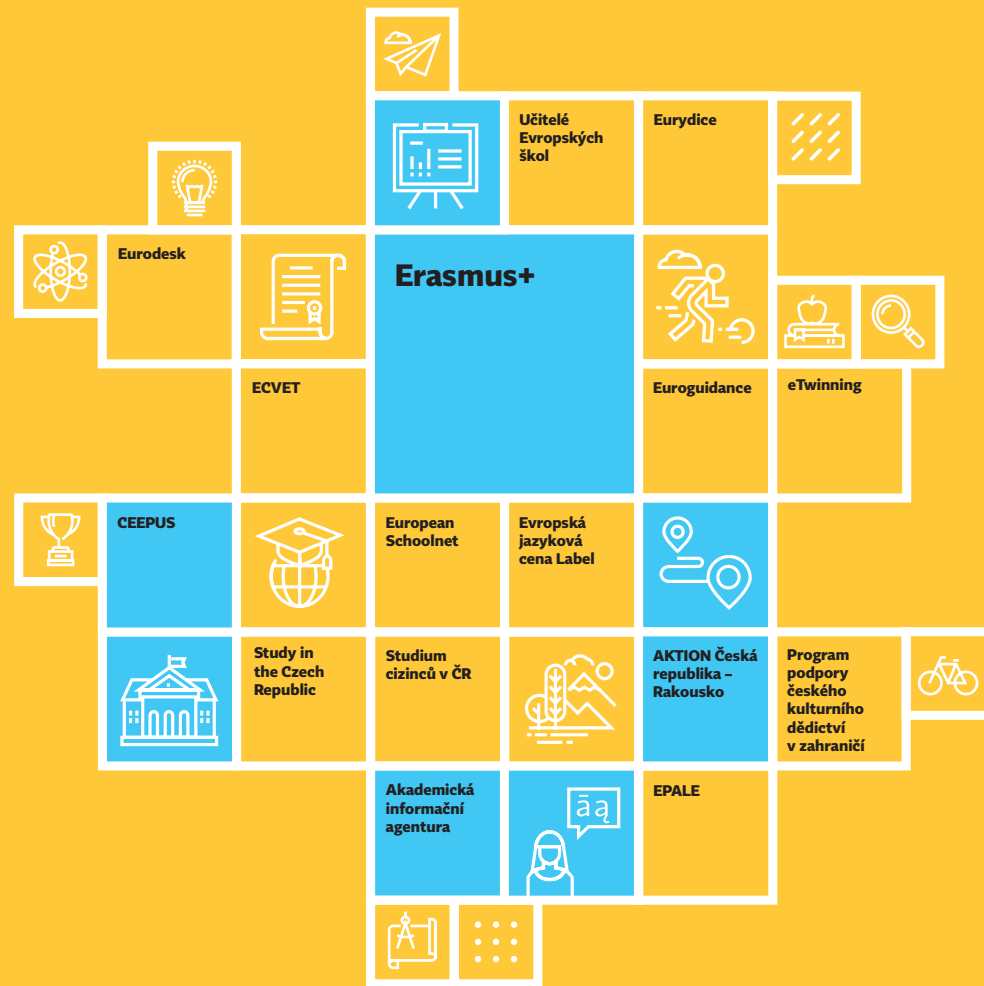 Učitelé
Evropských
škol
Eurydice
Eurodesk
Erasmus+
ECVET
Euroguidance
eTwinning
CEEPUS
European
Schoolnet
Evropská
jazyková
cena Label
Study in
the Czech
Republic
Studium
cizinců v ČR
AKTION Česká
republika –
Rakousko
Program
podpory
českého
kulturního
dědictví
v zahraničí
Akademická
informační
agentura
āą
EPALE